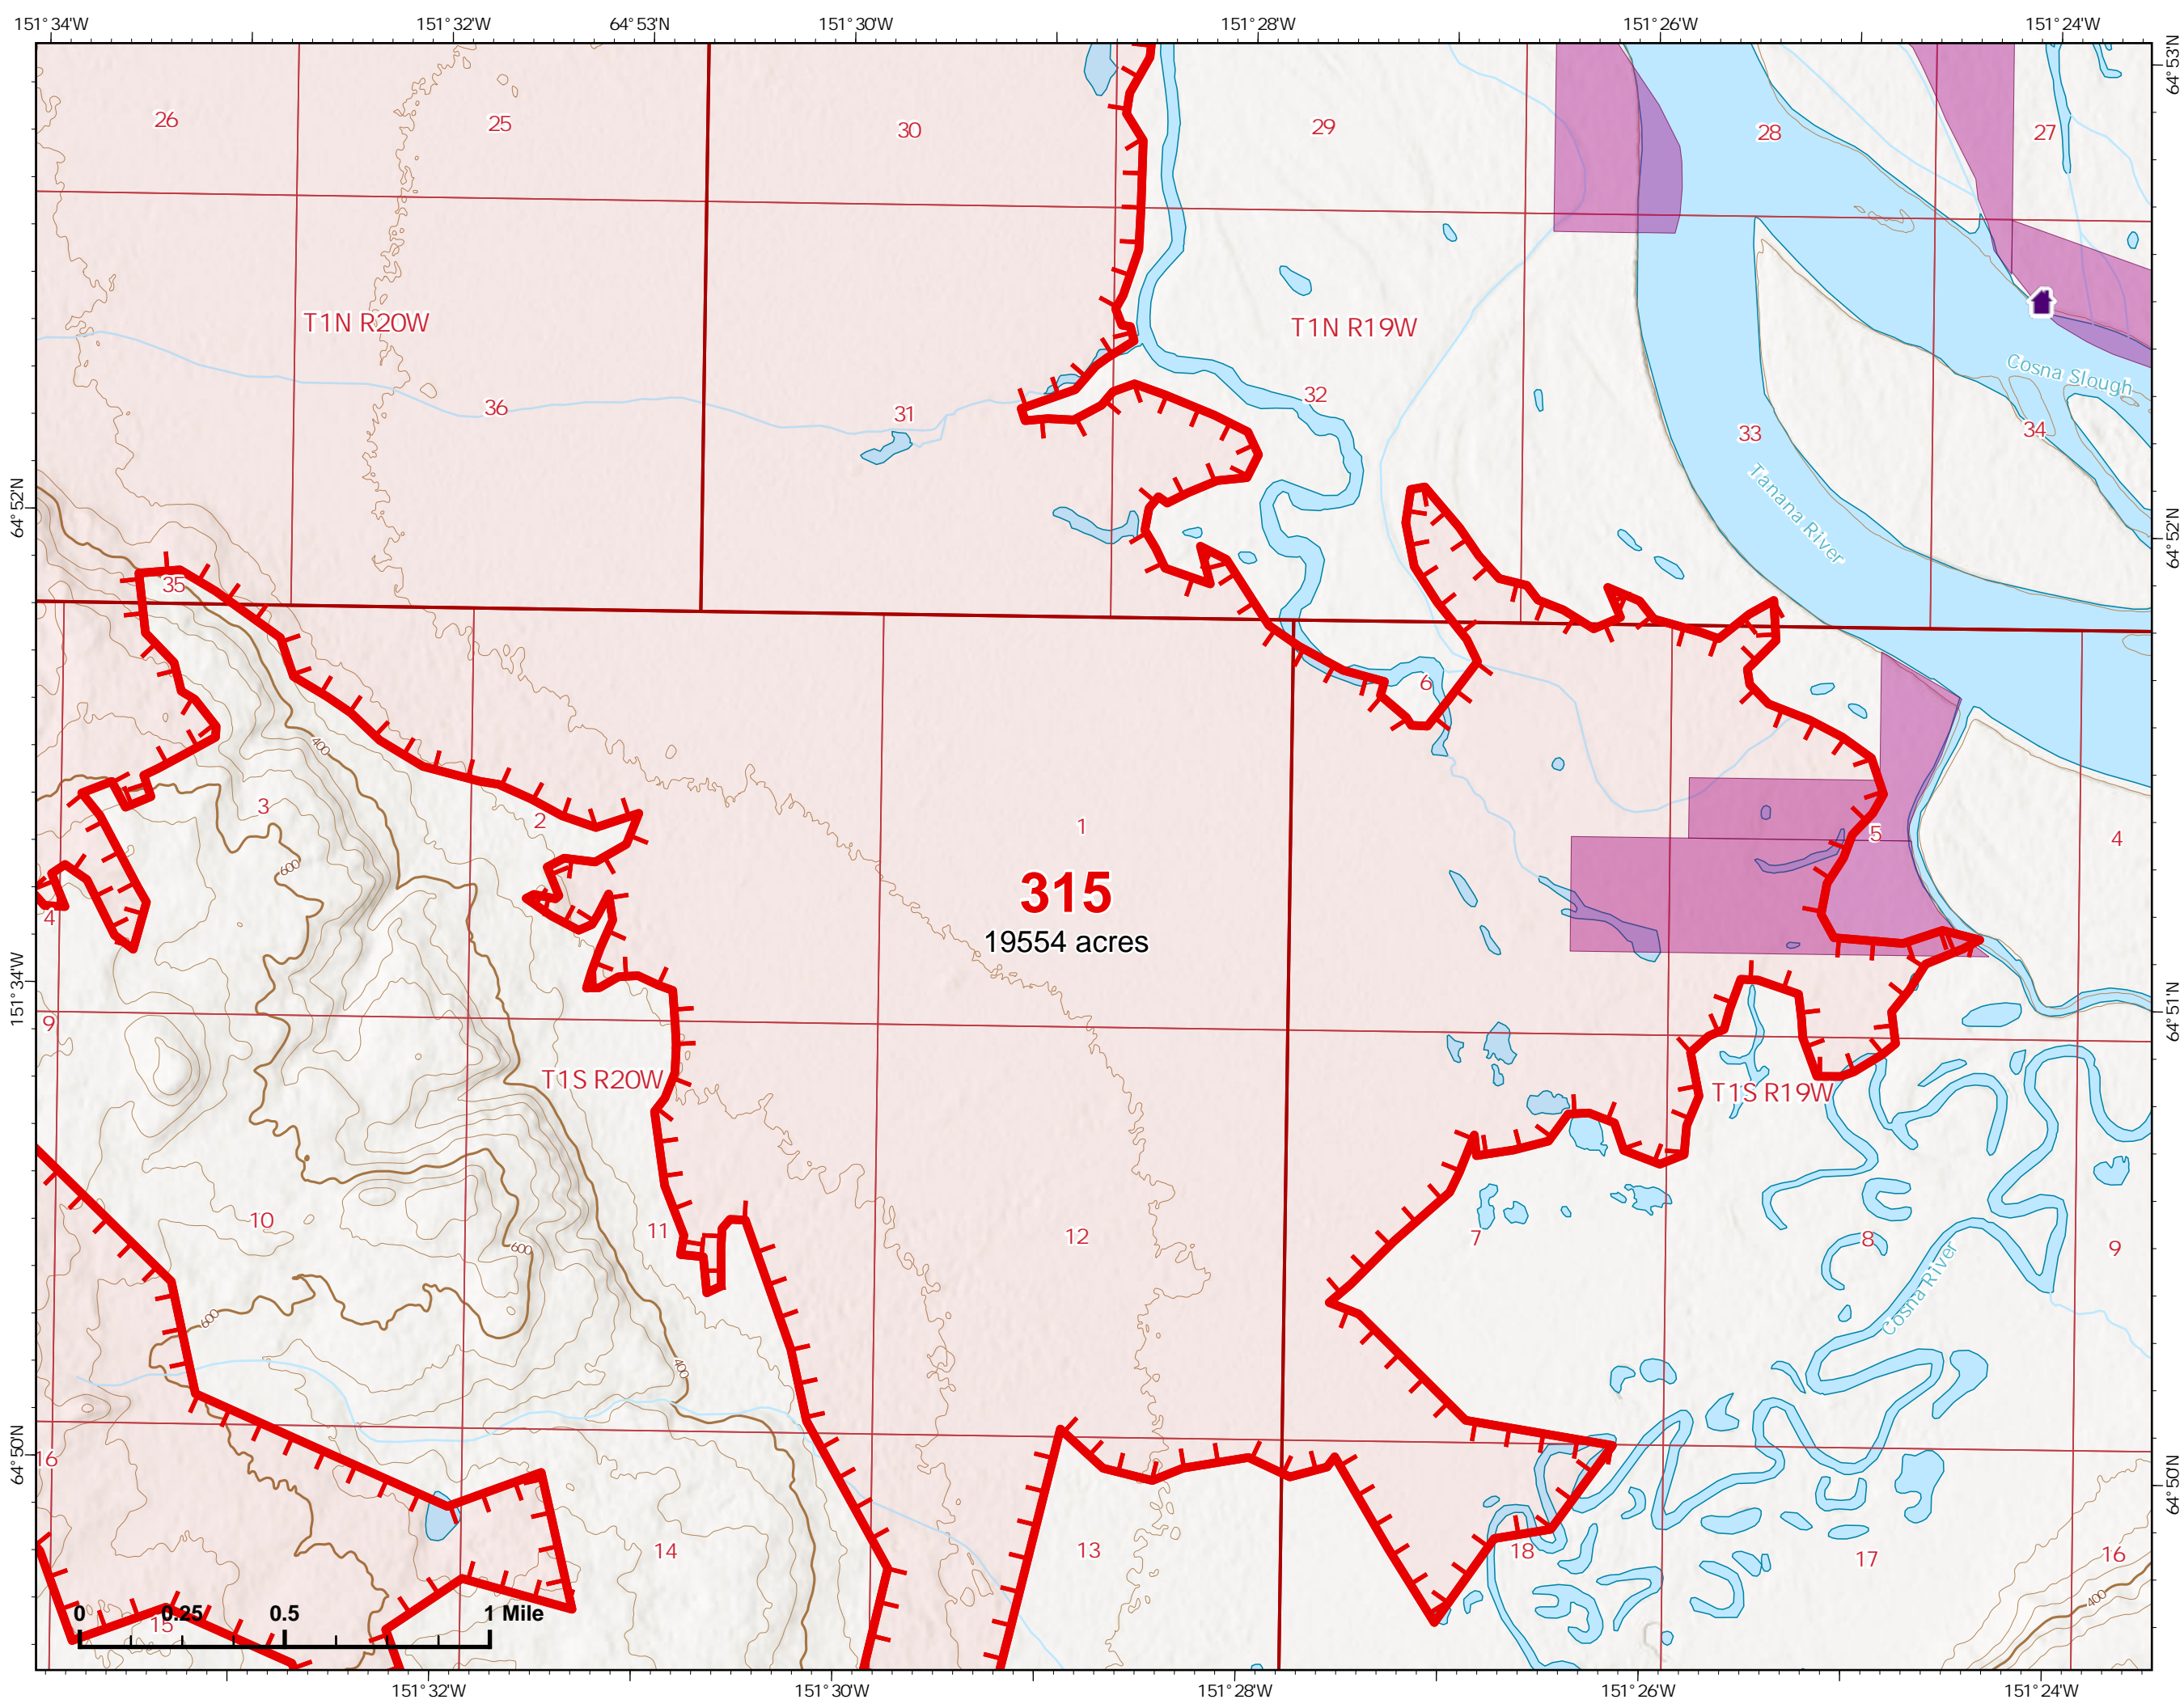 151°34'W 151°32'W 64°53'N 151°30'W 151°28'W 151°26'W 151°24'W
64°53'N
26 25 30 29 28 27
T1N R20W T1N R19W
Cosna Slough
36 31 32 33 34
Tanana River
64°52'N 64°52'N
35
6
400
3 2 1 5 4
600
315
19554 acres
4
151°34'W 64°51'N
9
T1S R20W T1S R19W
10 11 12 7 8 9
600
Cosna River
600
400
16
64°50'N 64°50'N
14 13 18 17 16
400
15
0 0.25 0.5 1 Mile
151°32'W 151°30'W 151°28'W 151°26'W 151°24'W